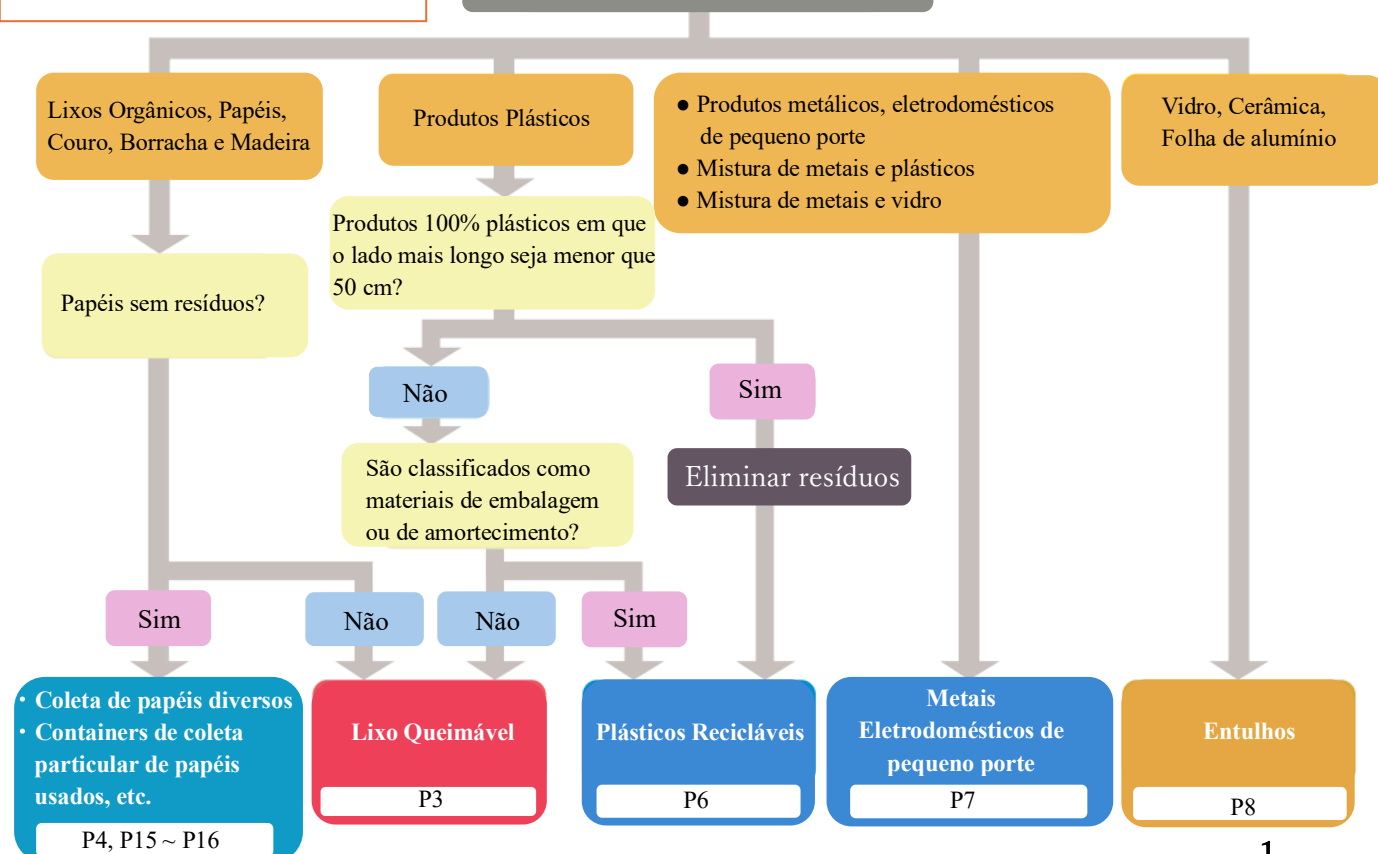 Lixos Orgânicos, Papéis,
Couro, Borracha e Madeira
Produtos Plásticos
● Produtos metálicos, eletrodomésticos
de pequeno porte
● Mistura de metais e plásticos
● Mistura de metais e vidro
Vidro, Cerâmica,
Folha de alumínio
Papéis sem resíduos?
Produtos 100% plásticos em que
o lado mais longo seja menor que
50 cm?
Não
Sim
São classificados como
materiais de embalagem
ou de amortecimento?
Eliminar resíduos
Sim
Não
Não
Sim
・Coleta de papéis diversos
・Containers de coleta
particular de papéis
usados, etc.
P4, P15 ~ P16
Lixo Queimável
P3
Plásticos Recicláveis
P6
Metais
Eletrodomésticos de
pequeno porte
P7
Entulhos
P8
1